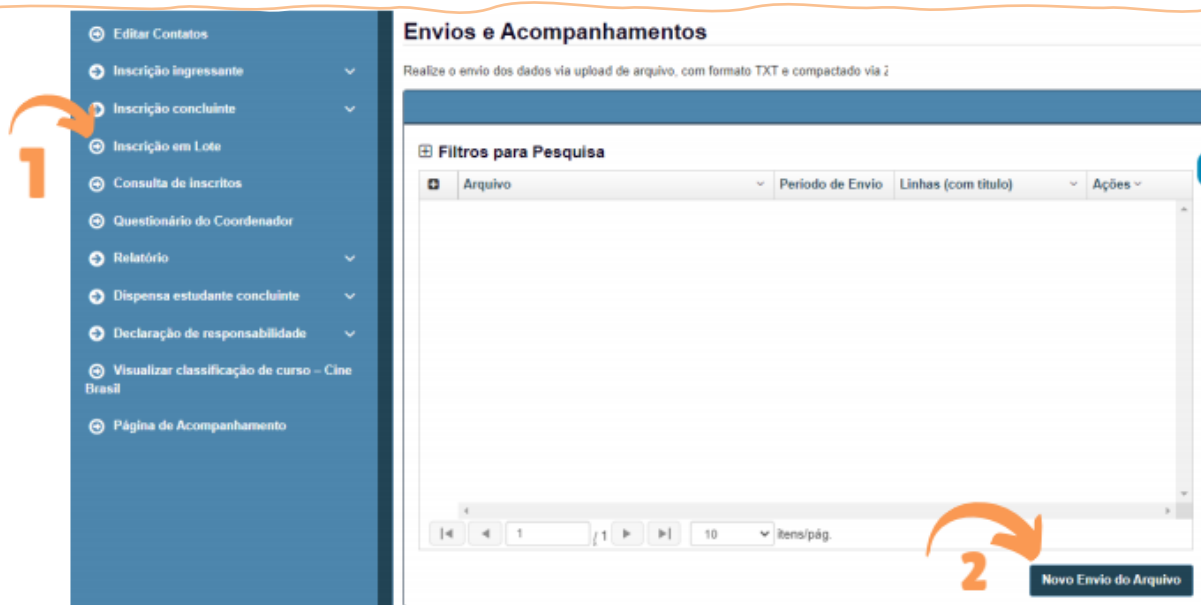 Editar Contatos
Inscrição ingressante
Inscrição concluinte
1
Inscrição em Lote
Consulta de inscritos
Questionário do Coordenador
Relatório
Dispensa estudante concluinte
Declaração de responsabilidade
Visualizar classificação de curso – Cine
Brasil
Página de Acompanhamento
Envios e Acompanhamentos
Realize o envio dos dados via upload de arquivo, com formato TXT e compactado via
Filtros para Pesquisa
Arquivo Período de Envio Linhas (com título) Ações
1 / 1 10 itens/pág.
2
Novo Envio do Arquivo